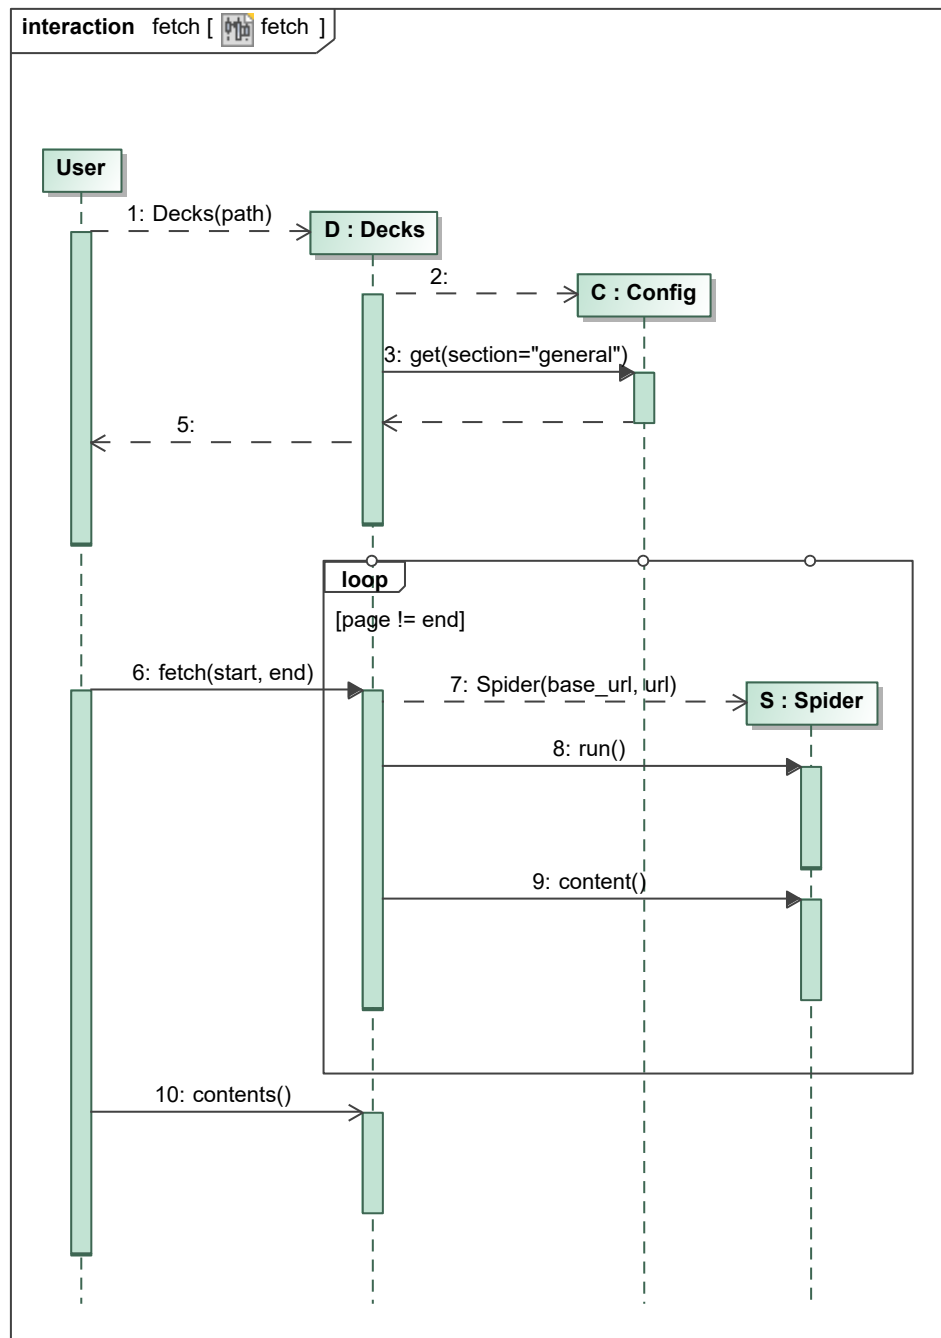 interaction fetch [ fetch ]
User
1: Decks(path)
D : Decks
2:
C : Config
3: get(section="general")
5:
loop
[page != end]
6: fetch(start, end)
7: Spider(base_url, url)
S : Spider
8: run()
9: content()
10: contents()